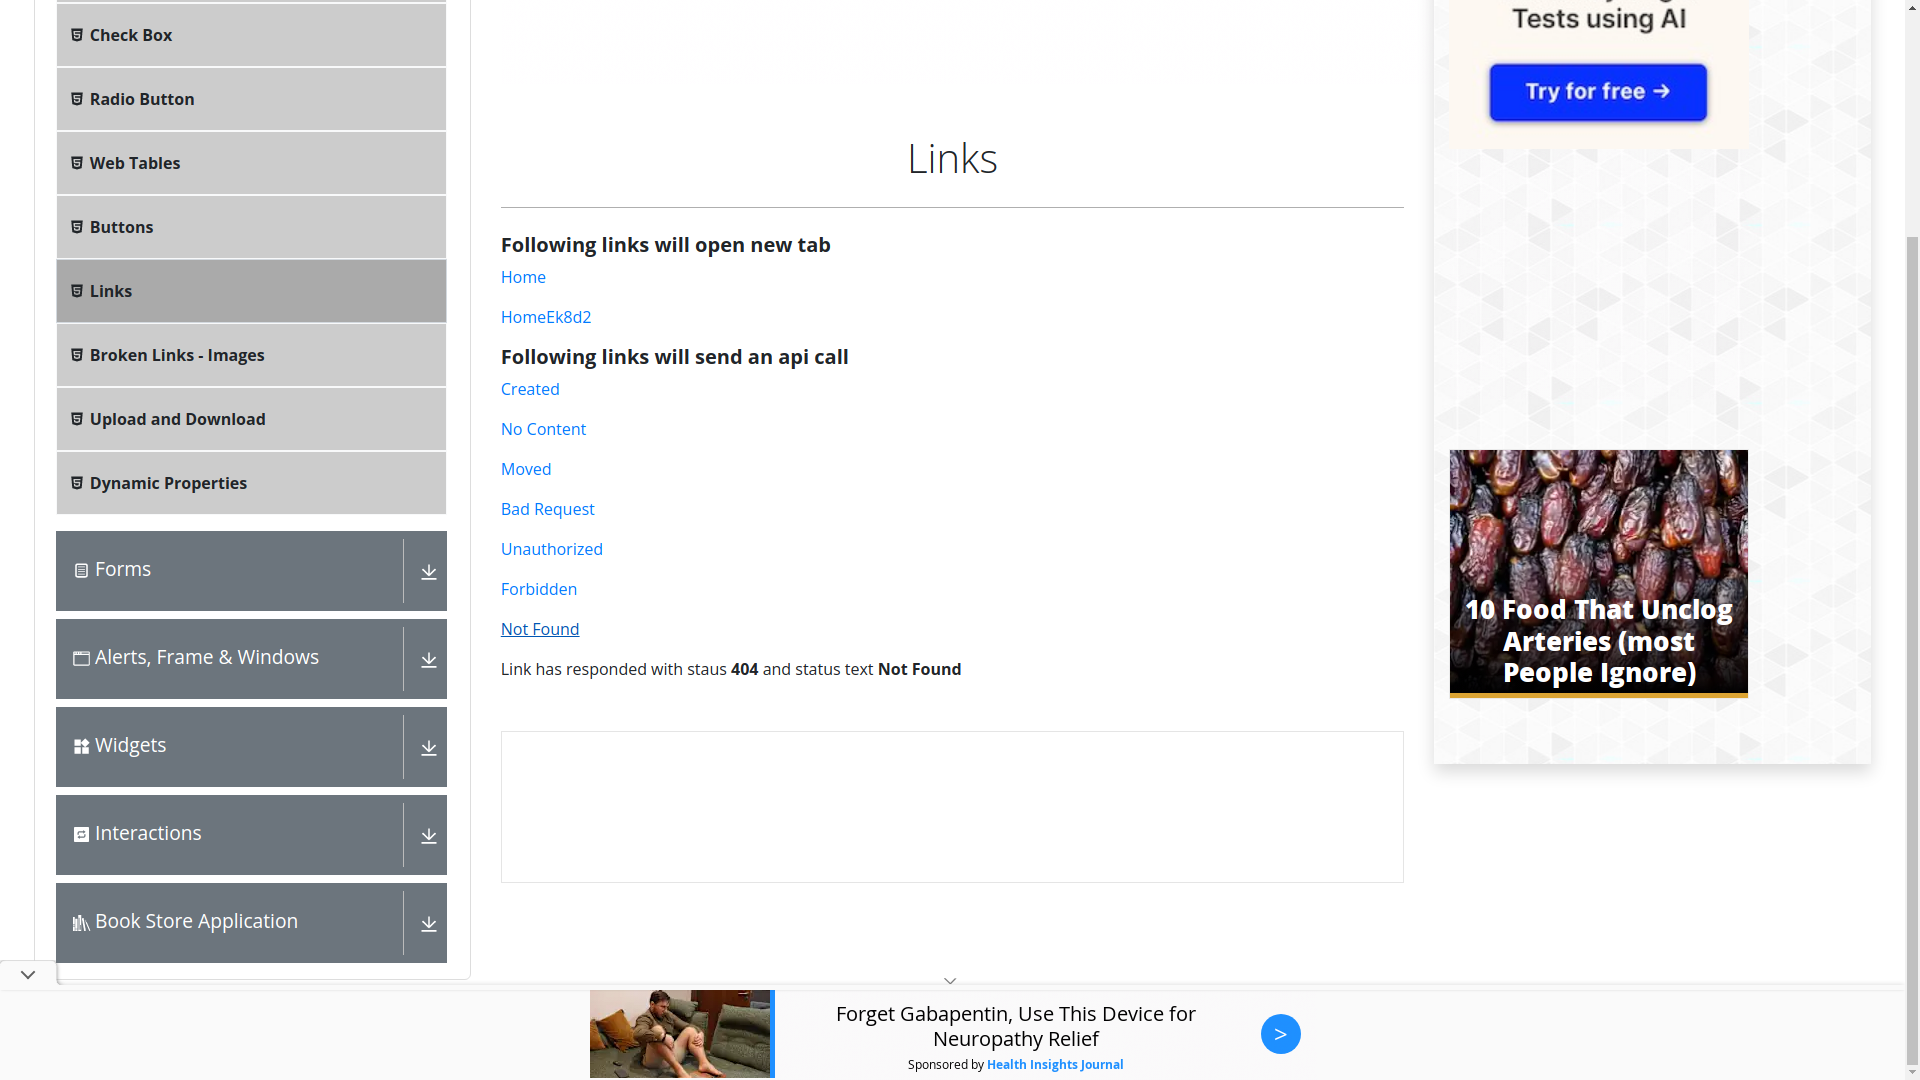 Check Box
Radio Button
Web Tables
Buttons
Links
Broken Links - Images
Upload and Download
Dynamic Properties
Forms
Alerts, Frame & Windows
Widgets
Interactions
Book Store Application
Links
Following links will open new tab
Home
HomeEk8d2
Following links will send an api call
Created
No Content
Moved
Bad Request
Unauthorized
Forbidden
Not Found
Link has responded with staus 404 and status text Not Found
Tests using AI
Try for free →
10 Food That Unclog
Arteries (most
People Ignore)
Forget Gabapentin, Use This Device for
Neuropathy Relief
Sponsored by Health Insights Journal
>